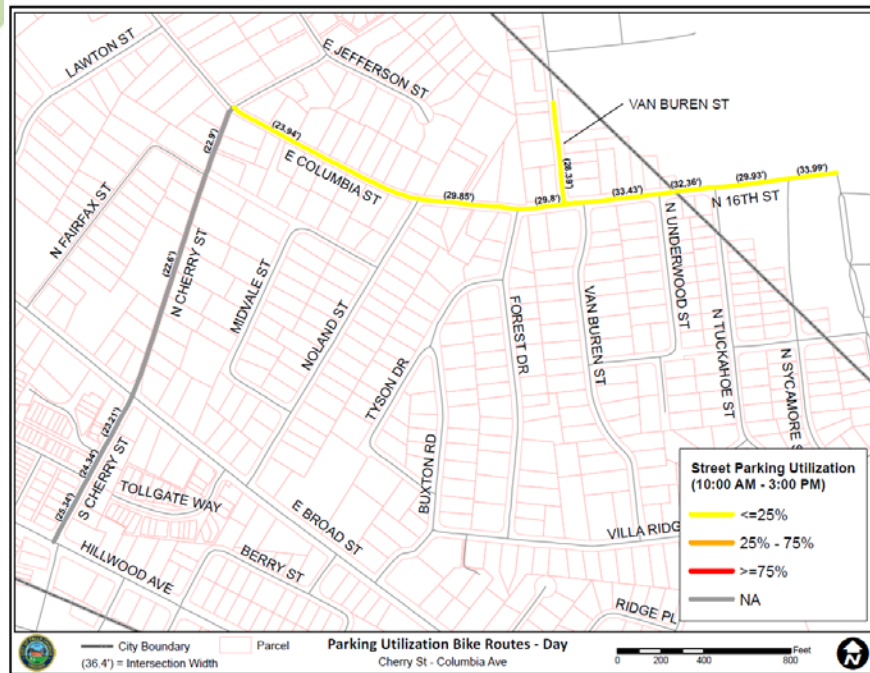 LAWTON ST
E JEFFERSON ST
VAN BUREN ST
(22.9')
(23.94')
E COLUMBIA ST
(28.39')
(29.85')
(29.8')
(33.43')
(32.36')
(29.93')
(33.99')
N 16TH ST
N FAIRFAX ST
N CHERRY ST
(22.6')
MIDVALE ST
NOLAND ST
TYSON DR
FOREST DR
VAN BUREN ST
N UNDERWOOD ST
N TUCKAHOE ST
N SYCAMORE S
BUXTON RD
(23.21')
(24.34')
(25.34')
S CHERRY ST
TOLLGATE WAY
E BROAD ST
HILLWOOD AVE
BERRY ST
VILLA RIDG
RIDGE PL
Street Parking Utilization
(10:00 AM - 3:00 PM)
<=25%
25% - 75%
>=75%
NA
City Boundary
Parcel
(36.4') = Intersection Width
Parking Utilization Bike Routes - Day
Cherry St - Columbia Ave
Feet
0 200 400 800
N